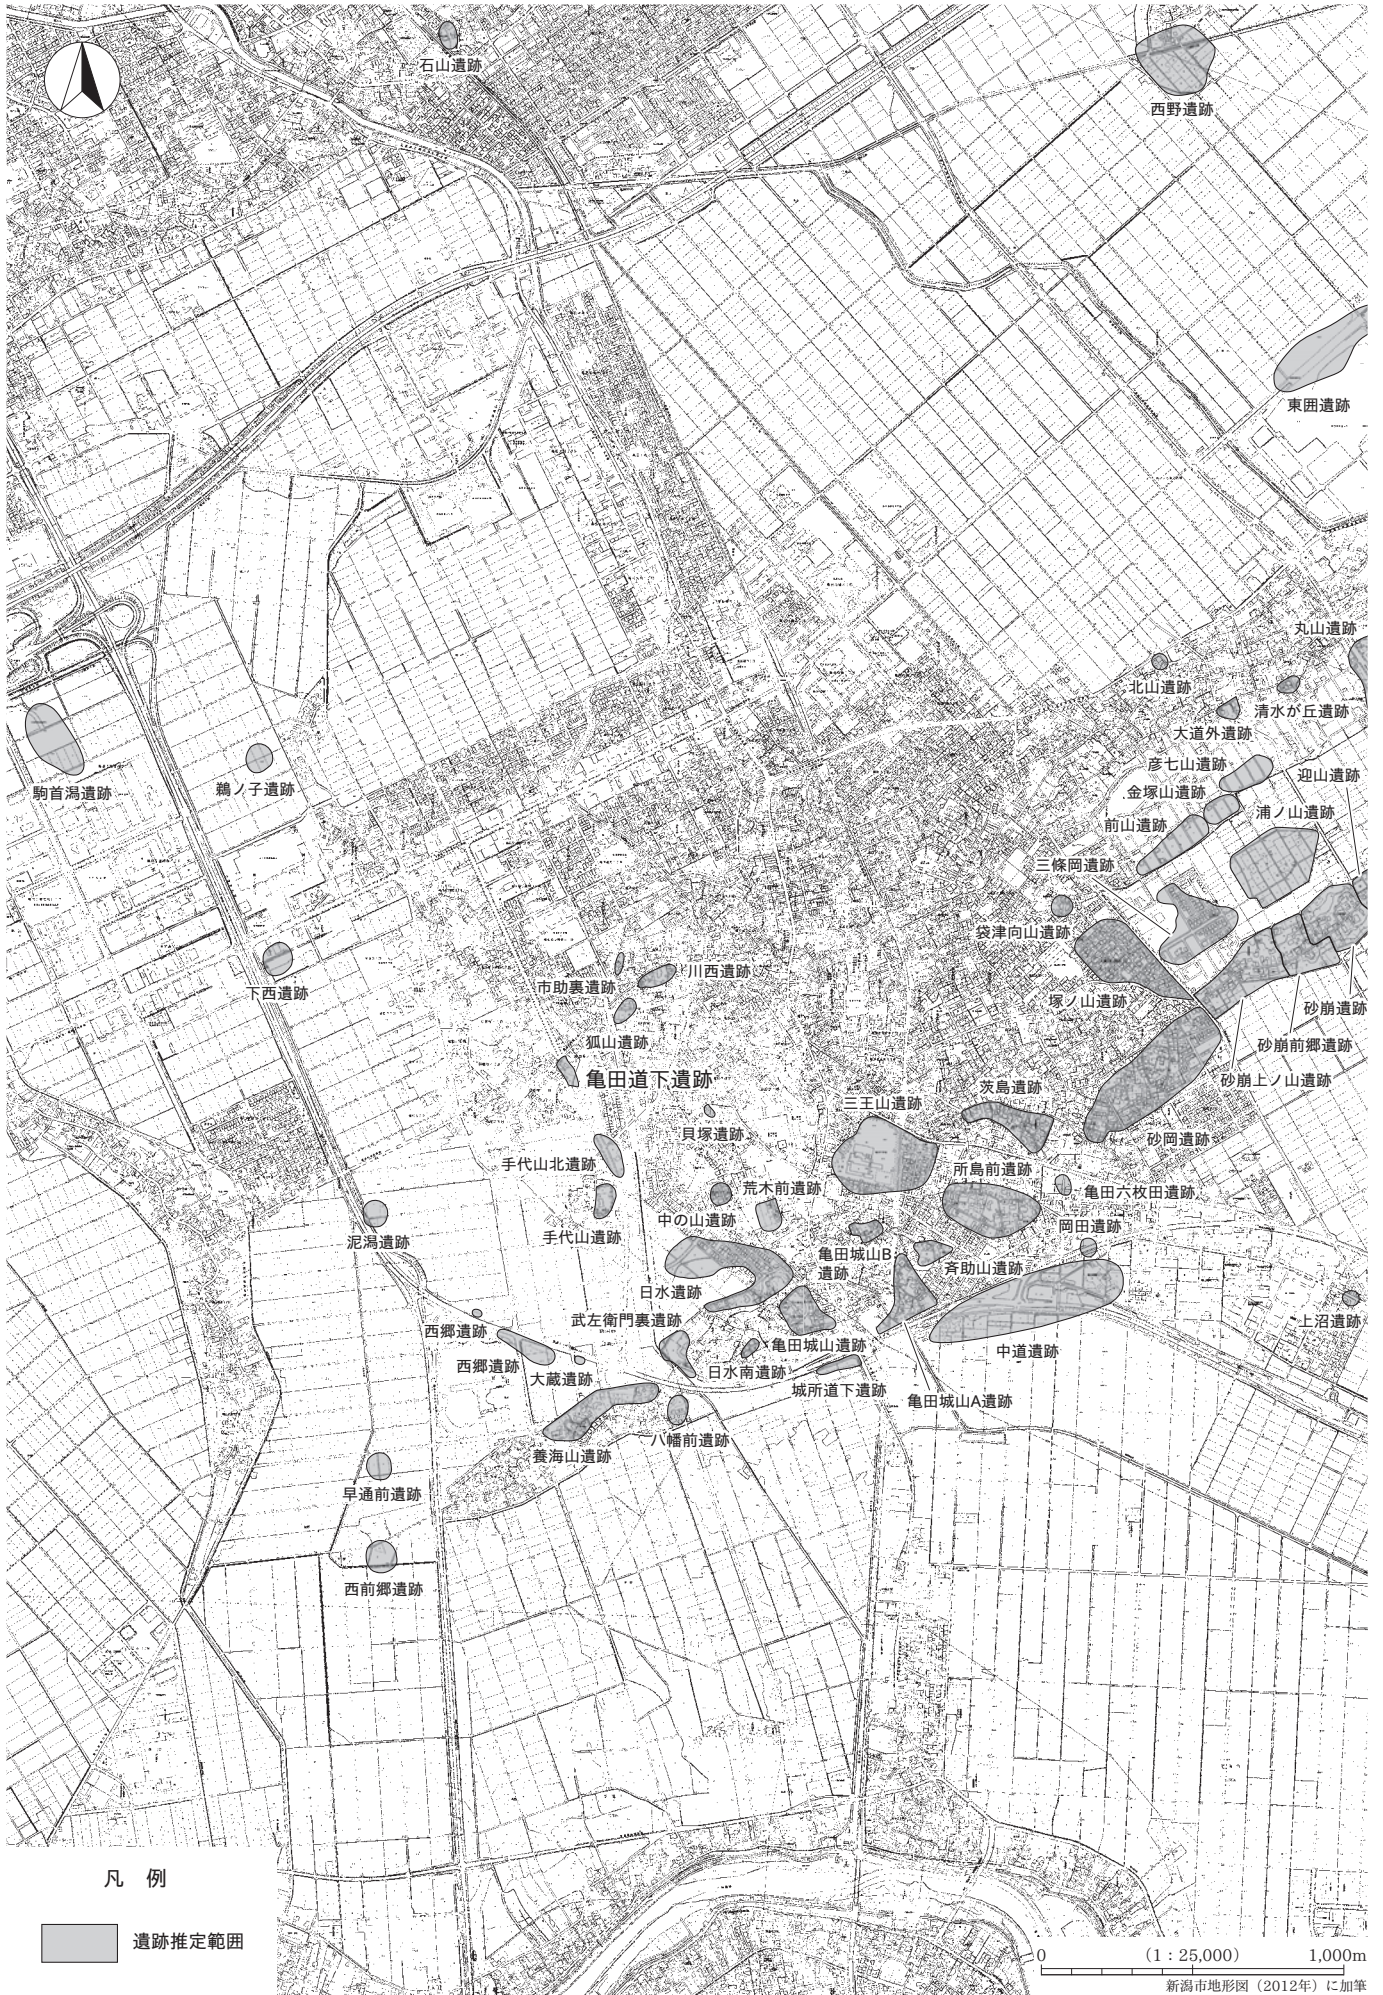 石山遺跡
西野遺跡
東囲遺跡
丸山遺跡
北山遺跡
清水が丘遺跡
大道外遺跡
彦七山遺跡
迎山遺跡
金塚山遺跡
浦ノ山遺跡
前山遺跡
三條岡遺跡
駒首潟遺跡
鵜ノ子遺跡
袋津向山遺跡
川西遺跡
市助裏遺跡
下西遺跡
塚ノ山遺跡
砂崩遺跡
狐山遺跡
砂崩前郷遺跡
亀田道下遺跡
砂崩上ノ山遺跡
茨島遺跡
三王山遺跡
貝塚遺跡
砂岡遺跡
手代山北遺跡
所島前遺跡
荒木前遺跡
亀田六枚田遺跡
中の山遺跡
岡田遺跡
手代山遺跡
泥潟遺跡
亀田城山B
遺跡
斉助山遺跡
日水遺跡
武左衛門裏遺跡
上沼遺跡
西郷遺跡
亀田城山遺跡
中道遺跡
西郷遺跡
日水南遺跡
大蔵遺跡
城所道下遺跡
亀田城山A遺跡
八幡前遺跡
養海山遺跡
早通前遺跡
西前郷遺跡
凡 例
遺跡推定範囲
0 (1：25,000) 1,000m
新潟市地形図（2012年）に加筆